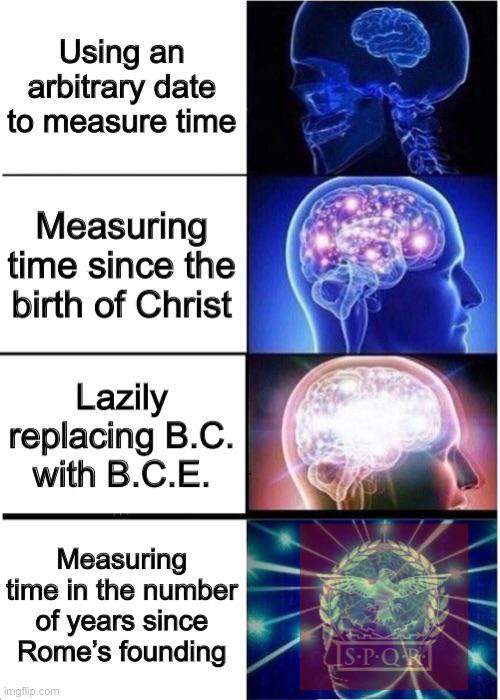 Using an
arbitrary date
to measure time
Measuring
time since the
birth of Christ
Lazily
replacing B.C.
with B.C.E.
Measuring
time in the number
of years since
Rome’s founding
S·P·Q·R
imgflip.com